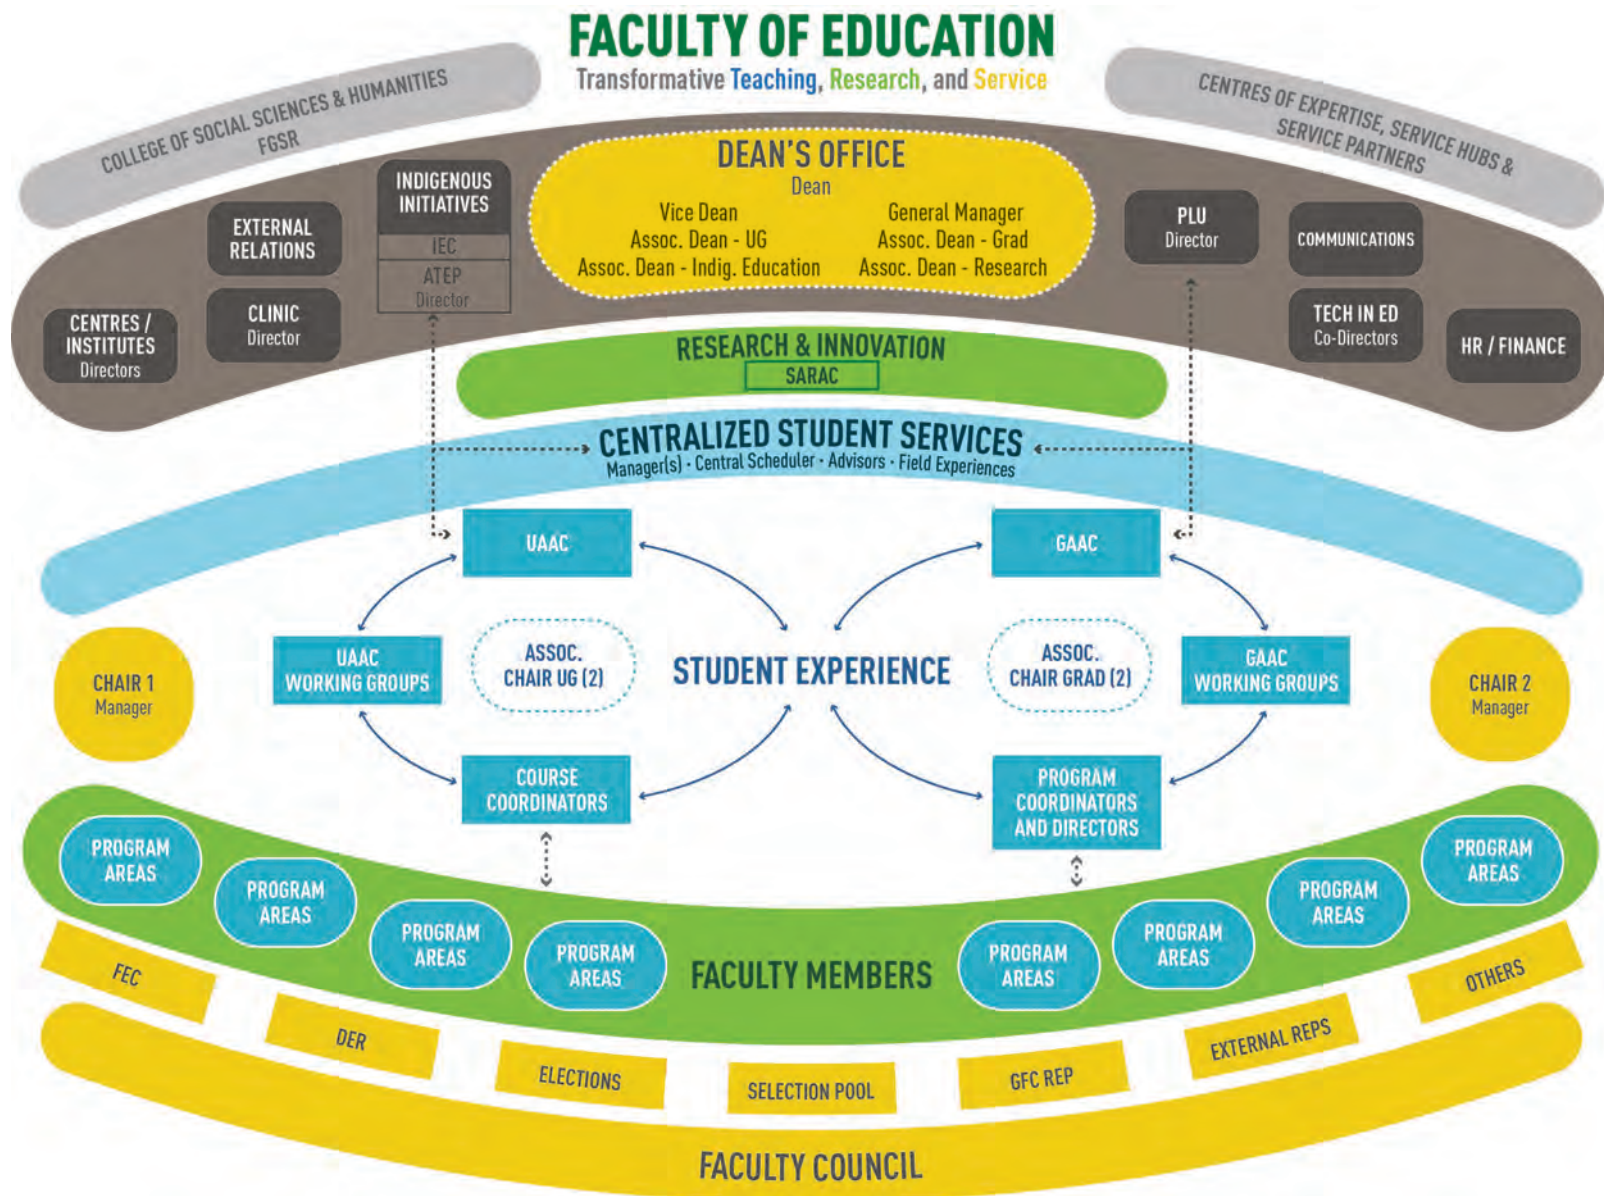 FACULTY OF EDUCATION
Transformative Teaching, Research, and Service
COLLEGE OF SOCIAL SCIENCES & HUMANITIES
FGSR
CENTRES OF EXPERTISE, SERVICE HUBS &
SERVICE PARTNERS
CENTRES /
INSTITUTES
Directors
EXTERNAL
RELATIONS
CLINIC
Director
INDIGENOUS
INITIATIVES
IEC
ATEP
Director
DEAN'S OFFICE
Dean
Vice Dean
Assoc. Dean - UG
Assoc. Dean - Indig. Education
General Manager
Assoc. Dean - Grad
Assoc. Dean - Research
PLU
Director
COMMUNICATIONS
TECH IN ED
Co-Directors
HR / FINANCE
RESEARCH & INNOVATION
SARAC
CENTRALIZED STUDENT SERVICES
Manager(s) · Central Scheduler · Advisors · Field Experiences
UAAC
GAAC
CHAIR 1
Manager
UAAC
WORKING GROUPS
ASSOC.
CHAIR UG (2)
STUDENT EXPERIENCE
ASSOC.
CHAIR GRAD (2)
GAAC
WORKING GROUPS
CHAIR 2
Manager
COURSE
COORDINATORS
PROGRAM
COORDINATORS
AND DIRECTORS
PROGRAM
AREAS
PROGRAM
AREAS
PROGRAM
AREAS
PROGRAM
AREAS
FACULTY MEMBERS
PROGRAM
AREAS
PROGRAM
AREAS
PROGRAM
AREAS
PROGRAM
AREAS
FEC
DER
ELECTIONS
SELECTION POOL
GFC REP
EXTERNAL REPS
OTHERS
FACULTY COUNCIL